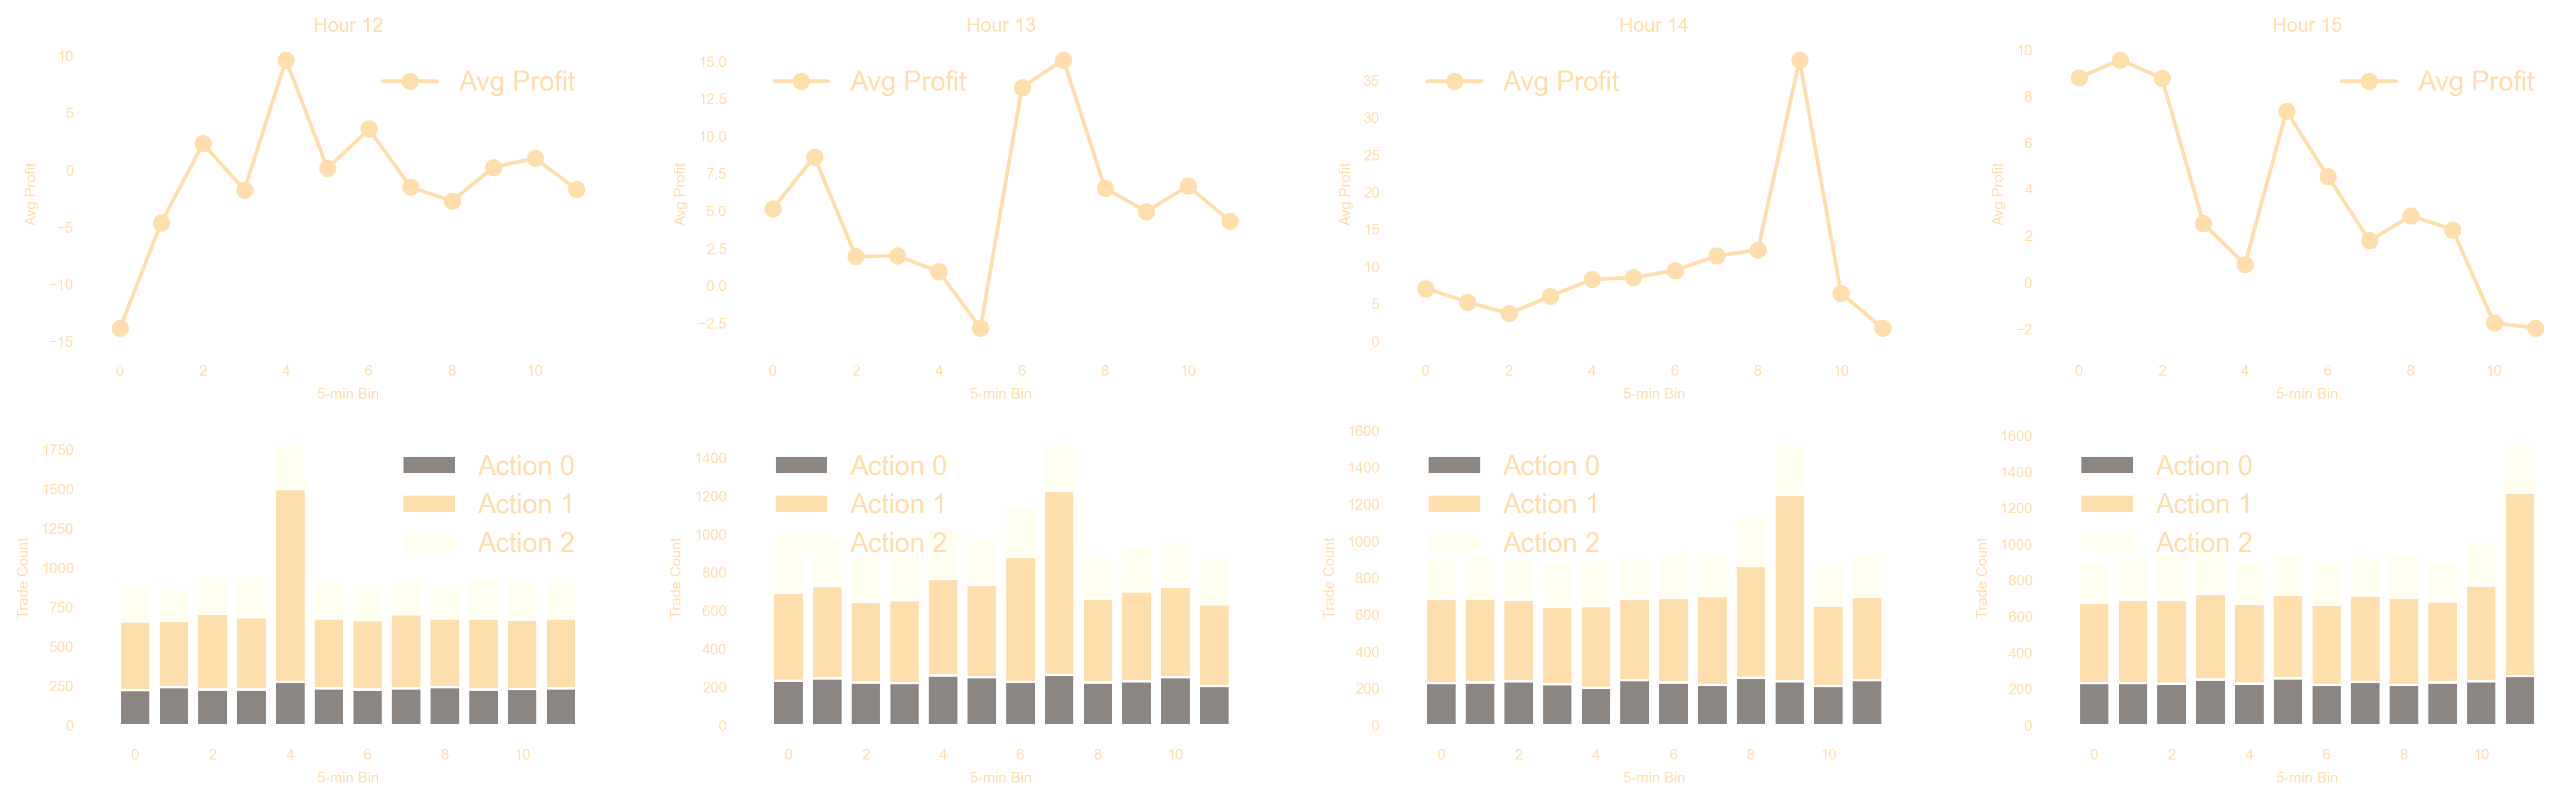 Hour 12
Avg Profit
Avg Profit
10
5
0
−5
−10
−15
0 2 4 6 8 10
5-min Bin
Hour 13
Avg Profit
Avg Profit
15.0
12.5
10.0
7.5
5.0
2.5
0.0
−2.5
0 2 4 6 8 10
5-min Bin
Hour 14
Avg Profit
Avg Profit
35
30
25
20
15
10
5
0
0 2 4 6 8 10
5-min Bin
Hour 15
Avg Profit
Avg Profit
10
8
6
4
2
0
−2
0 2 4 6 8 10
5-min Bin
Trade Count
1750
1500
1250
1000
750
500
250
0
Action 0
Action 1
Action 2
0 2 4 6 8 10
5-min Bin
Trade Count
1400
1200
1000
800
600
400
200
0
Action 0
Action 1
Action 2
0 2 4 6 8 10
5-min Bin
Trade Count
1600
1400
1200
1000
800
600
400
200
0
Action 0
Action 1
Action 2
0 2 4 6 8 10
5-min Bin
Trade Count
1600
1400
1200
1000
800
600
400
200
0
Action 0
Action 1
Action 2
0 2 4 6 8 10
5-min Bin